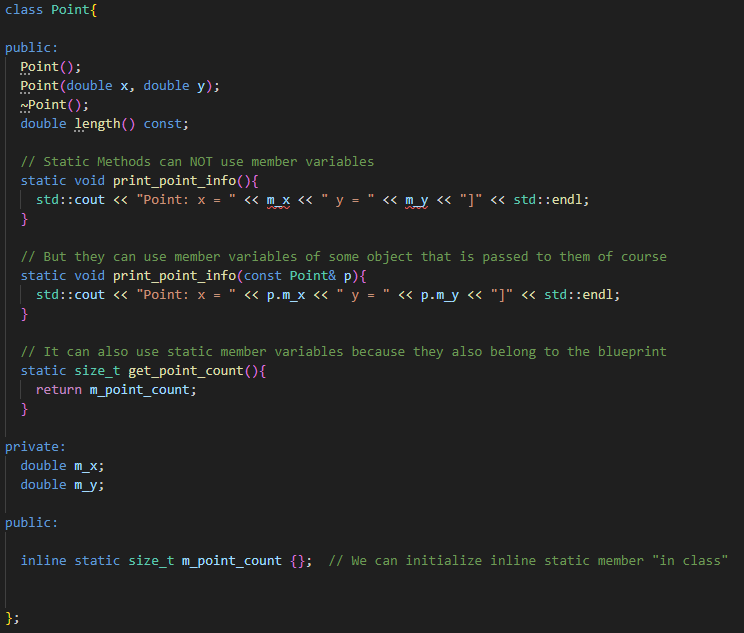 class Point{
public:
Point();
Point(double x, double y);
~Point();
double length() const;
// Static Methods can NOT use member variables
static void print_point_info(){
std::cout << "Point: x = " << m_x << " y = " << m_y << "]" << std::endl;
}
// But they can use member variables of some object that is passed to them of course
static void print_point_info(const Point& p){
std::cout << "Point: x = " << p.m_x << " y = " << p.m_y << "]" << std::endl;
}
// It can also use static member variables because they also belong to the blueprint
static size_t get_point_count(){
return m_point_count;
}
private:
double m_x;
double m_y;
public:
inline static size_t m_point_count {};  // We can initialize inline static member "in class"
};